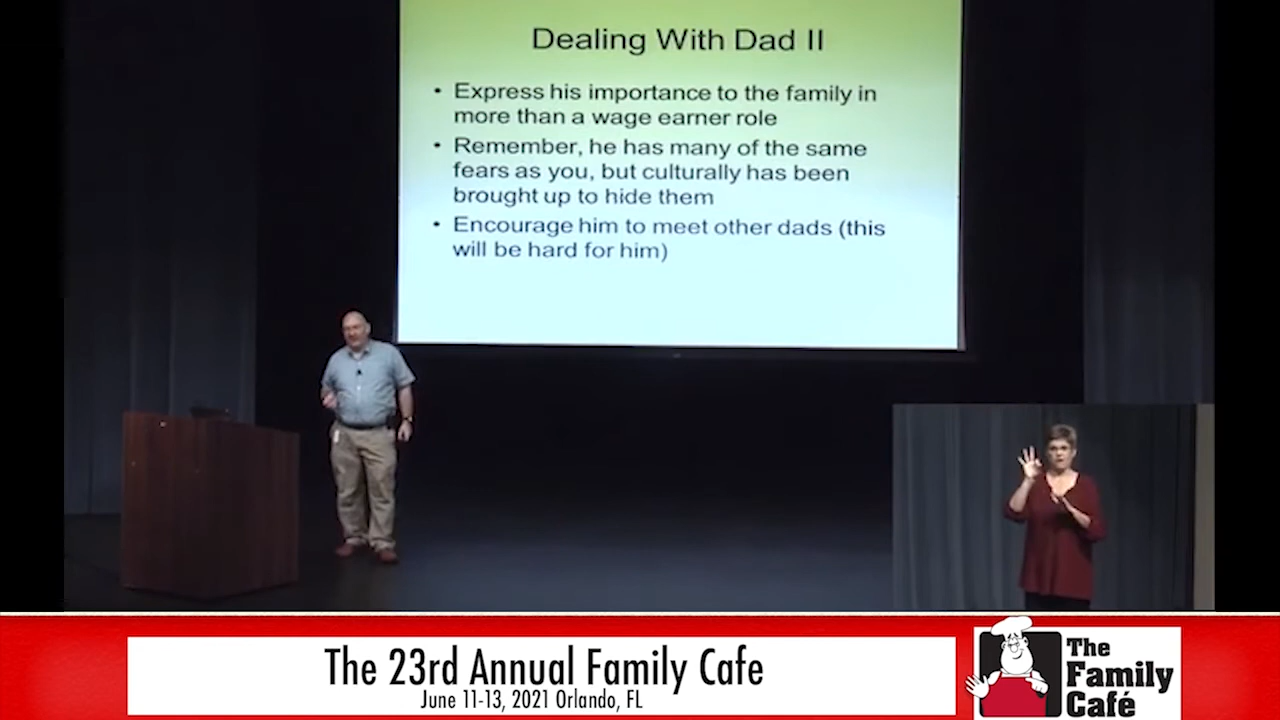 Dealing With Dad II
• Express his importance to the family in
more than a wage earner role
• Remember, he has many of the same
fears as you, but culturally has been
brought up to hide them
• Encourage him to meet other dads (this
will be hard for him)
The 23rd Annual Family Cafe
June 11-13, 2021 Orlando, FL
The
Family
Café